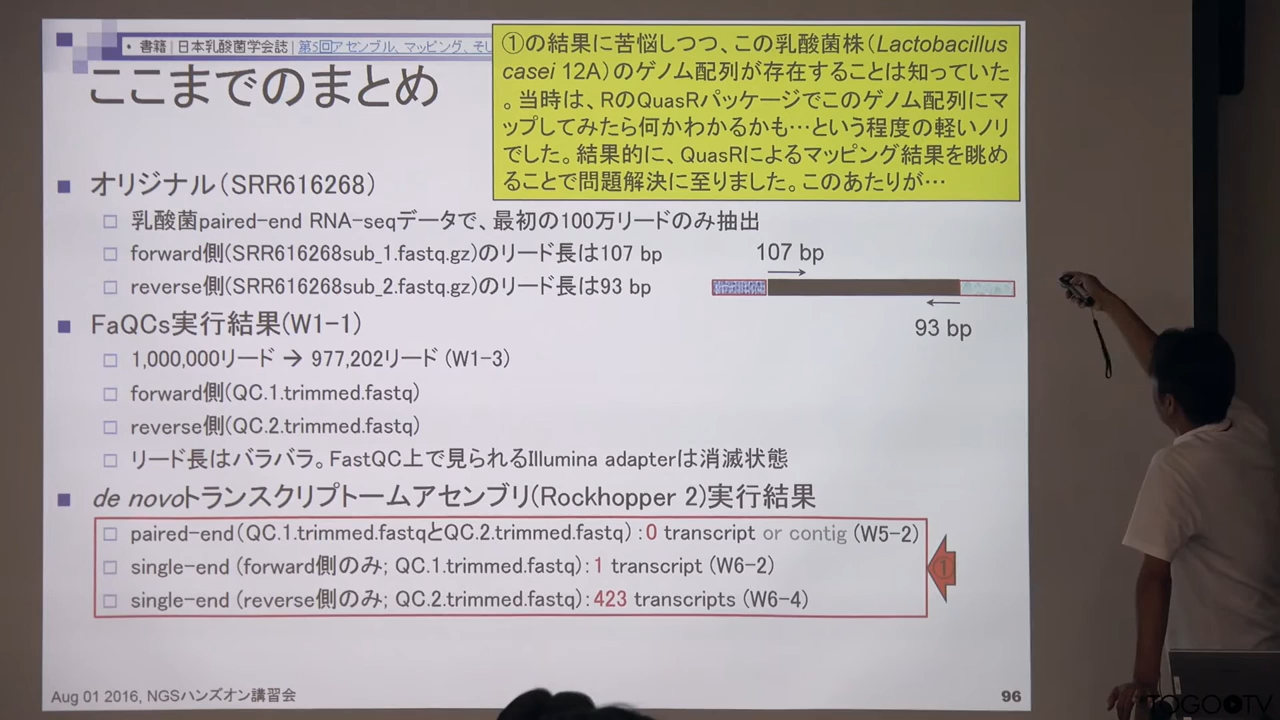 • 書籍 | 日本乳酸菌学会誌 | 第5回アセンブル、マッピング、そし
ここまでのまとめ
①の結果に苦悩しつつ、この乳酸菌株(Lactobacillus
casei 12A)のゲノム配列が存在することは知っていた
。当時は、RのQuasRパッケージでこのゲノム配列にマ
ップしてみたら何かわかるかも…という程度の軽いノリ
でした。結果的に、QuasRによるマッピング結果を眺め
ることで問題解決に至りました。このあたりが…
オリジナル(SRR616268)
乳酸菌paired-end RNA-seqデータで、最初の100万リードのみ抽出
forward側(SRR616268sub_1.fastq.gz)のリード長は107 bp
reverse側(SRR616268sub_2.fastq.gz)のリード長は93 bp
107 bp
93 bp
FaQCs実行結果(W1-1)
1,000,000リード → 977,202リード (W1-3)
forward側(QC.1.trimmed.fastq)
reverse側(QC.2.trimmed.fastq)
リード長はバラバラ。FastQC上で見られるIllumina adapterは消滅状態
de novoトランスクリプトームアセンブリ(Rockhopper 2)実行結果
paired-end(QC.1.trimmed.fastqとQC.2.trimmed.fastq) : 0 transcript or contig (W5-2)
single-end (forward側のみ; QC.1.trimmed.fastq) : 1 transcript (W6-2)
single-end (reverse側のみ; QC.2.trimmed.fastq) : 423 transcripts (W6-4)
①
Aug 01 2016, NGSハンズオン講習会
96
TOGOTV